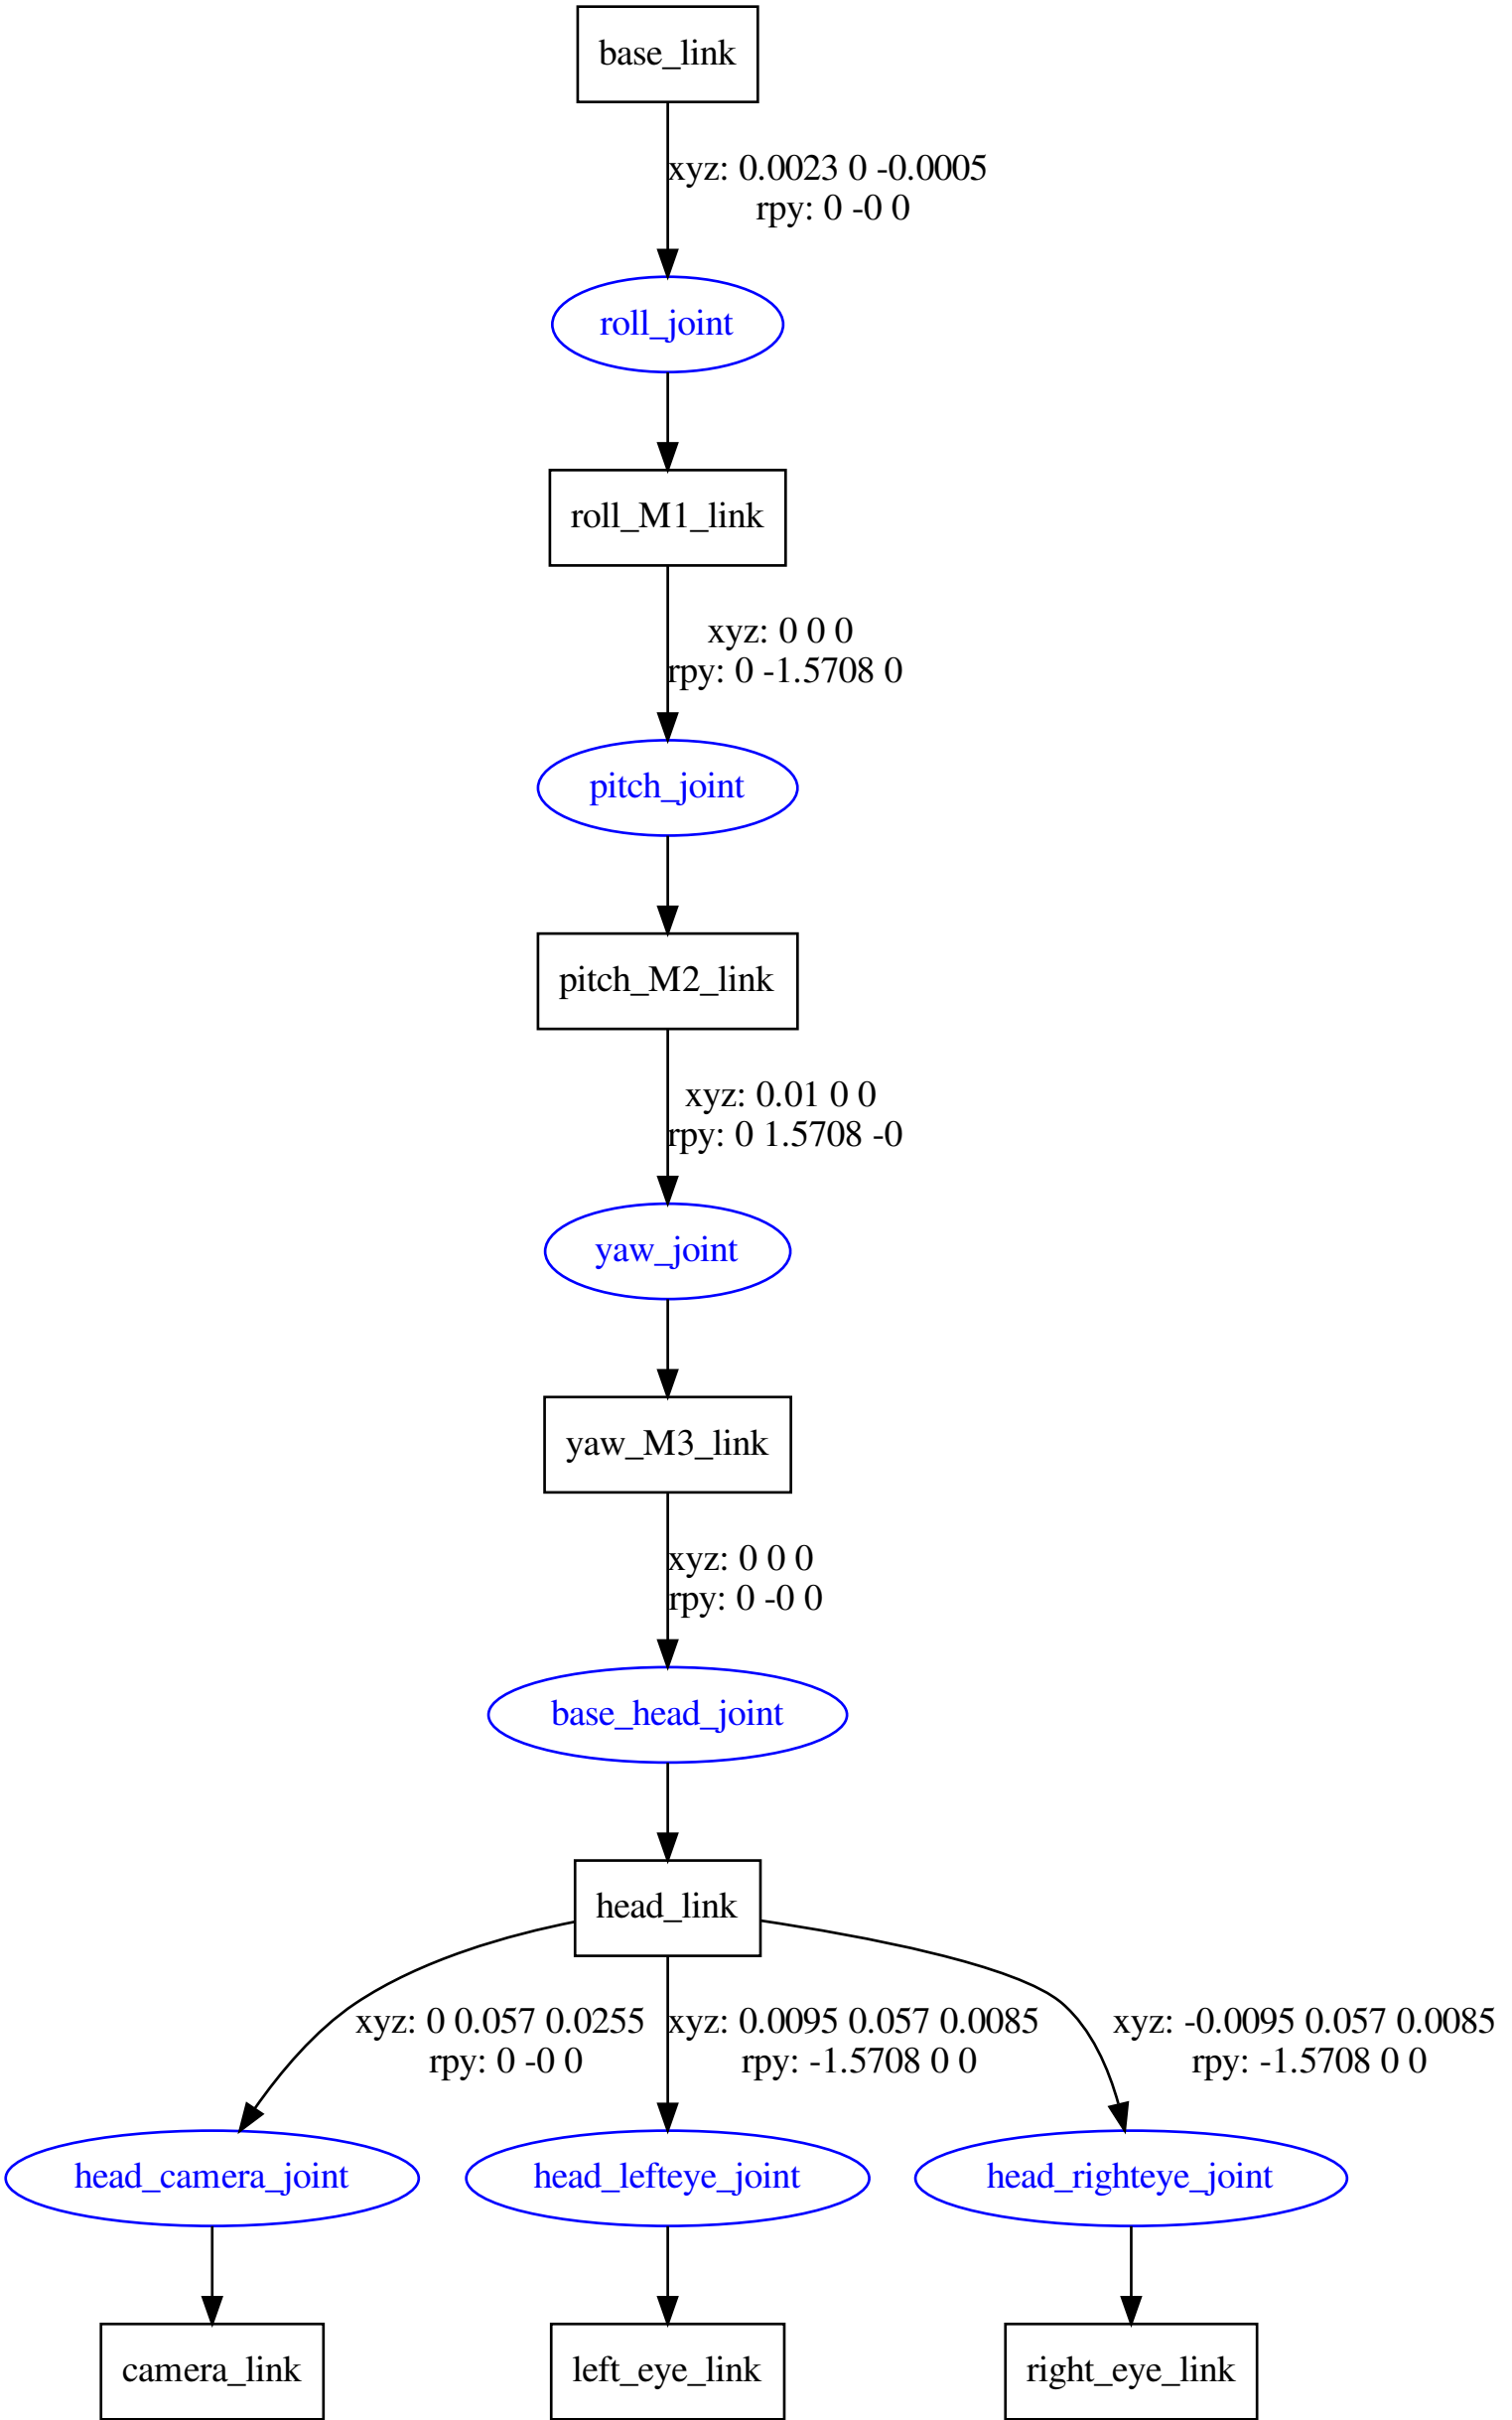 base_link
xyz: 0.0023 0 -0.0005
rpy: 0 -0 0
roll_joint
roll_M1_link
xyz: 0 0 0
rpy: 0 -1.5708 0
pitch_joint
pitch_M2_link
xyz: 0.01 0 0
rpy: 0 1.5708 -0
yaw_joint
yaw_M3_link
xyz: 0 0 0
rpy: 0 -0 0
base_head_joint
head_link
xyz: 0 0.057 0.0255
rpy: 0 -0 0
xyz: 0.0095 0.057 0.0085
rpy: -1.5708 0 0
xyz: -0.0095 0.057 0.0085
rpy: -1.5708 0 0
head_camera_joint
head_lefteye_joint
head_righteye_joint
camera_link
left_eye_link
right_eye_link